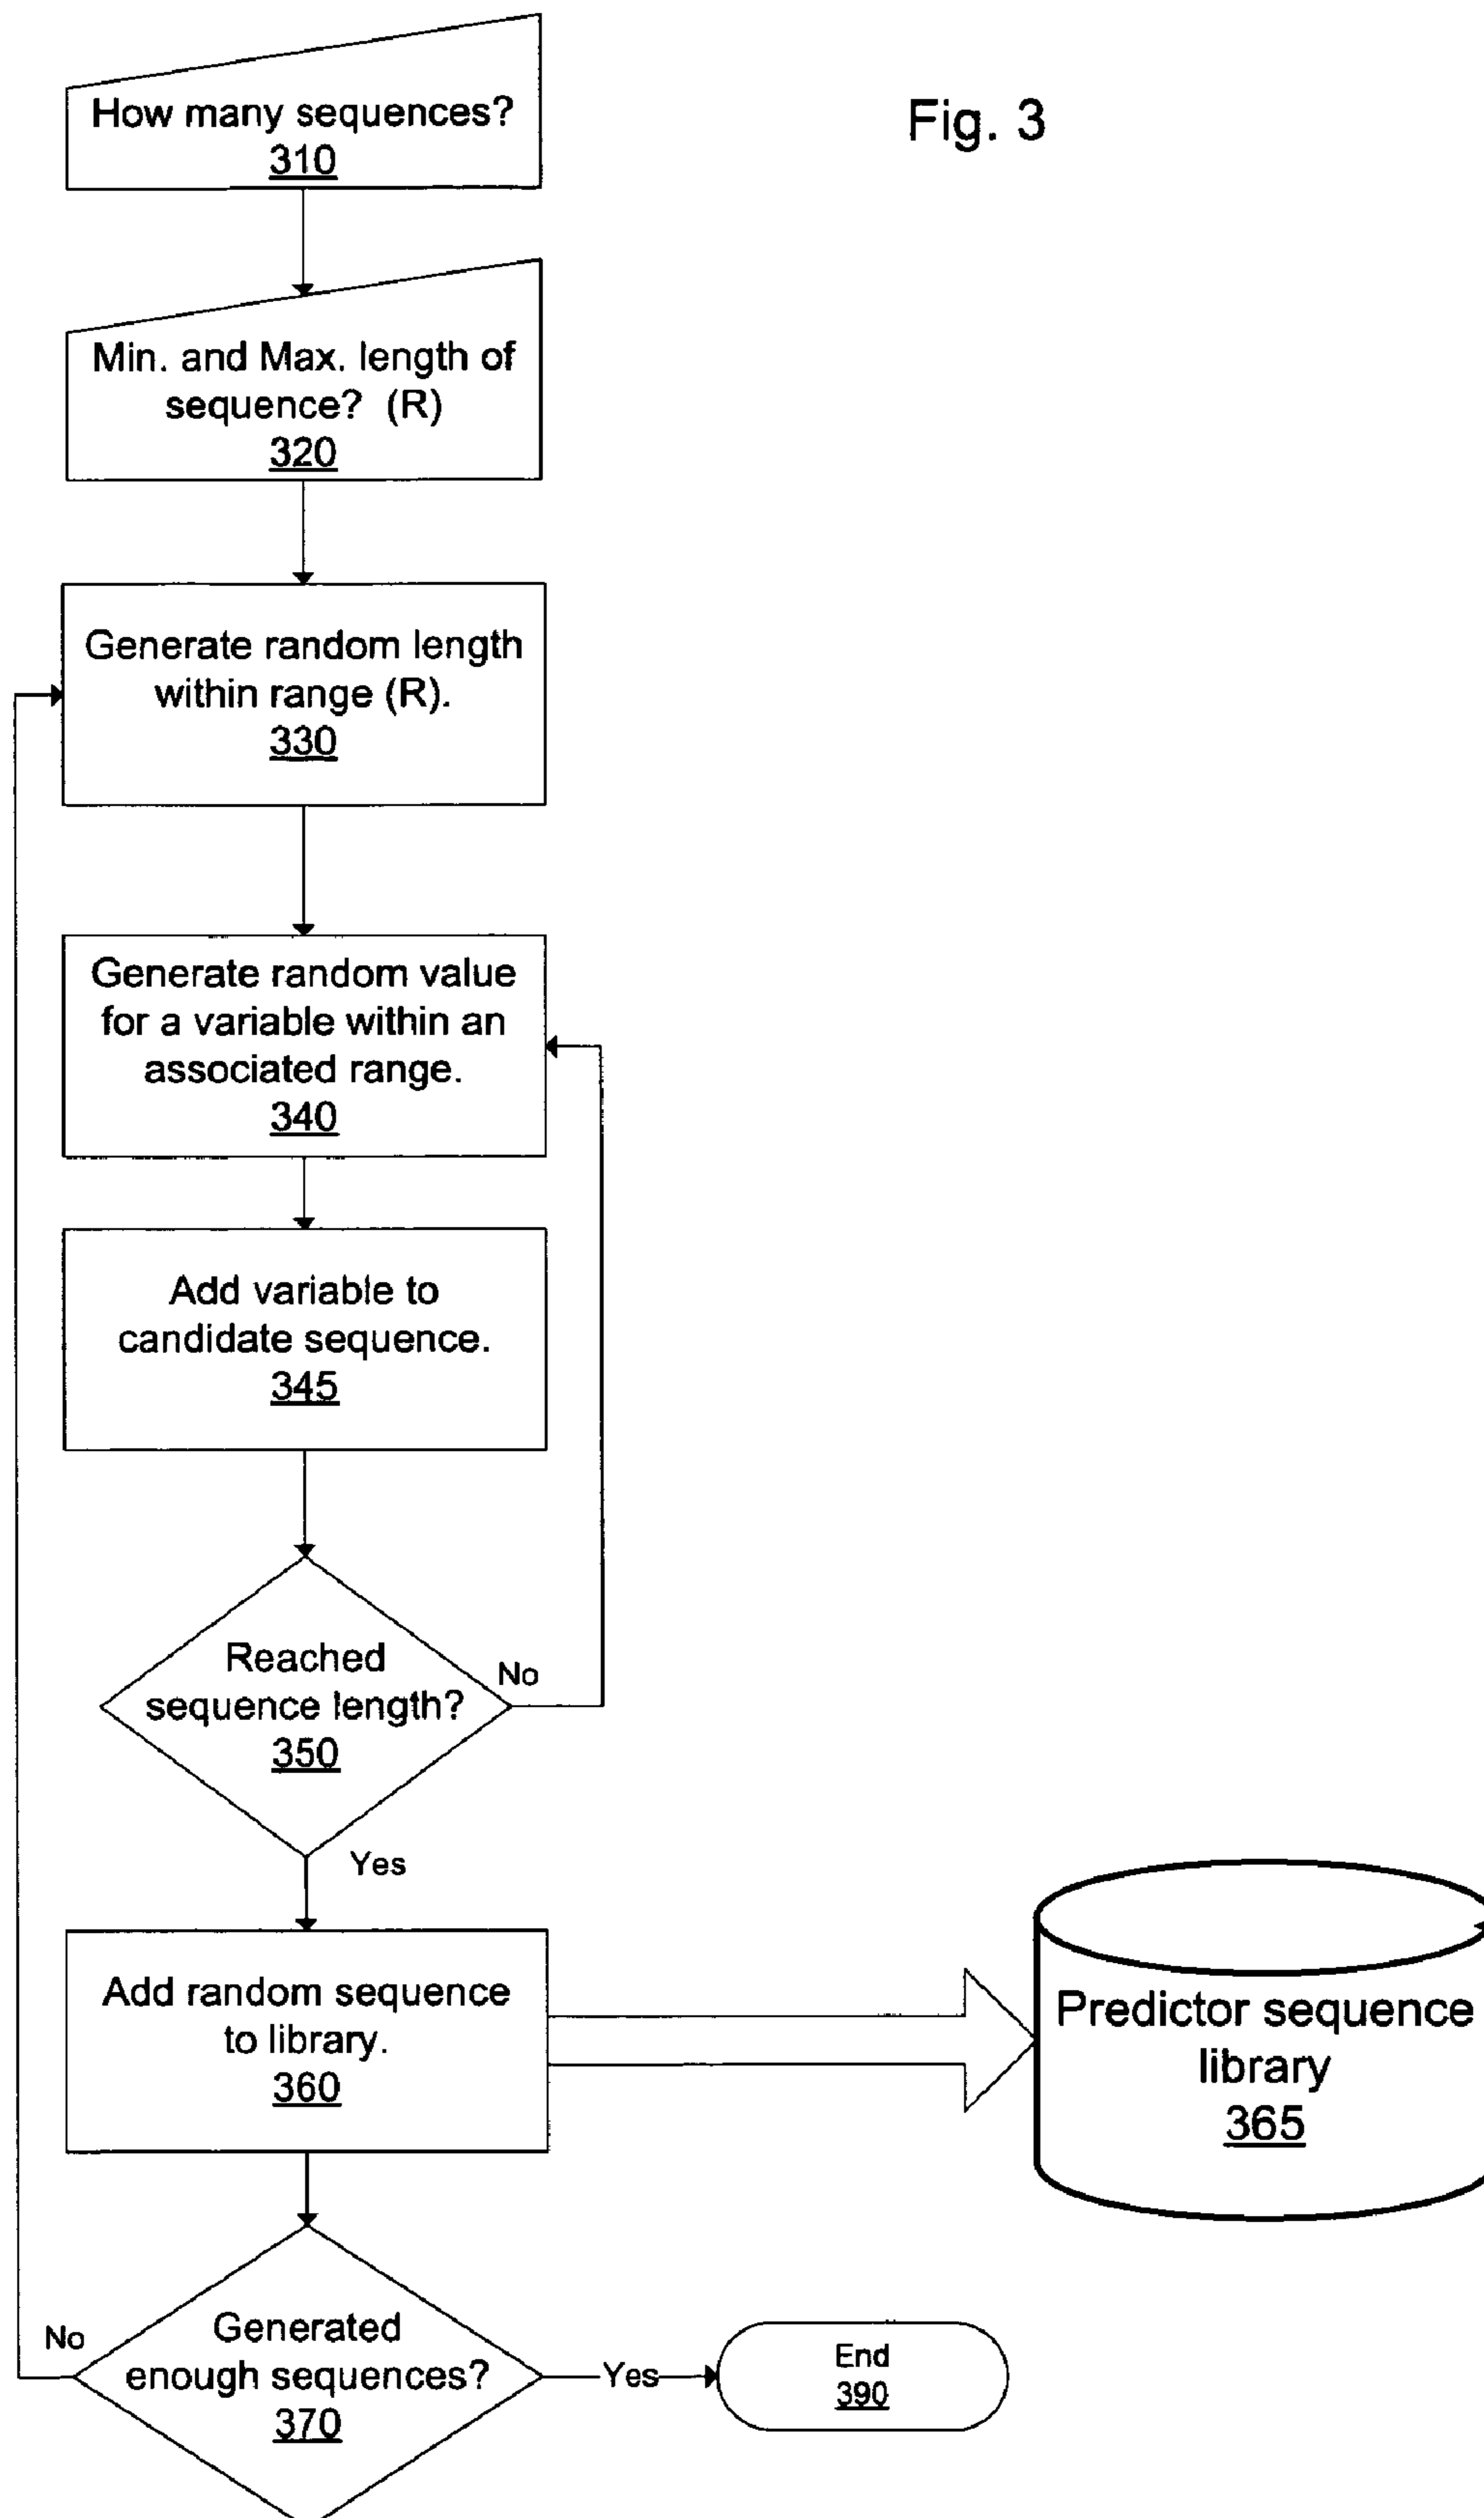 Fig. 3
How many sequences?
310
Min. and Max. length of
sequence? (R)
320
Generate random length
within range (R).
330
Generate random value
for a variable within an
associated range.
340
Add variable to
candidate sequence.
345
Reached
sequence length?
350
No
Yes
Add random sequence
to library.
360
Predictor sequence
library
365
Generated
enough sequences?
370
No
Yes
End
390